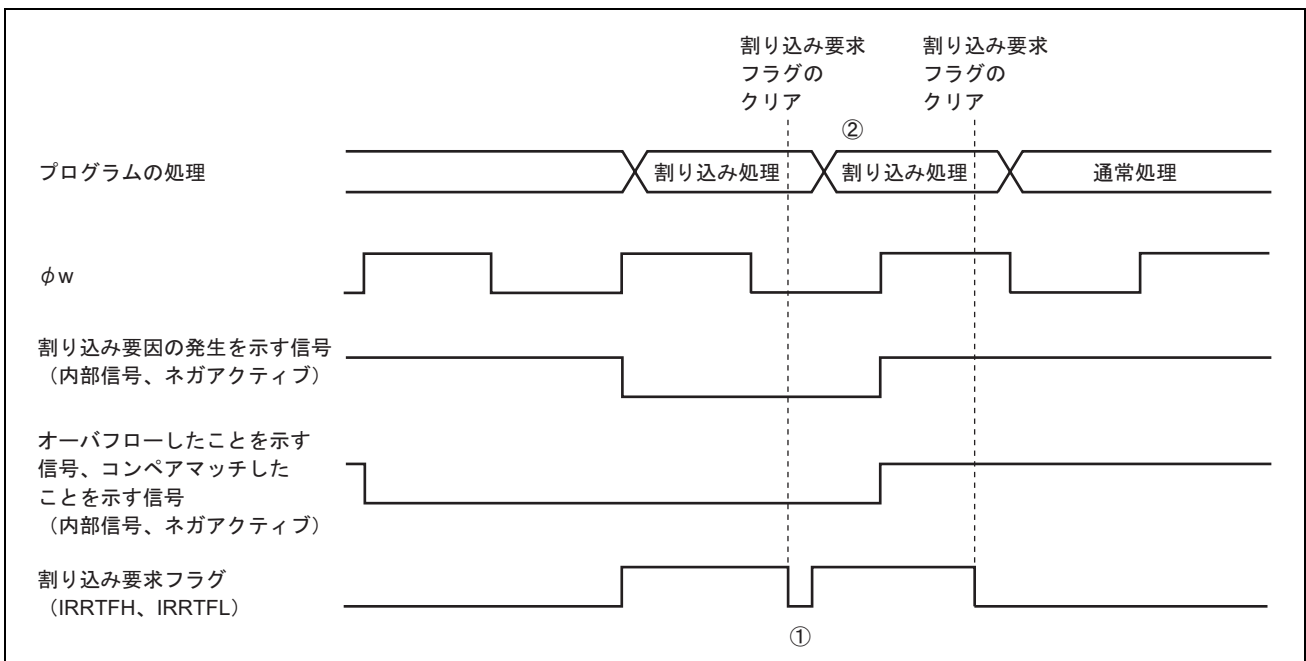 割り込み要求
フラグの
クリア
割り込み要求
フラグの
クリア
②
プログラムの処理
割り込み処理
割り込み処理
通常処理
φw
割り込み要因の発生を示す信号
（内部信号、ネガアクティブ）
オーバフローしたことを示す
信号、コンペアマッチした
ことを示す信号
（内部信号、ネガアクティブ）
割り込み要求フラグ
（IRRTFH、IRRTFL）
①